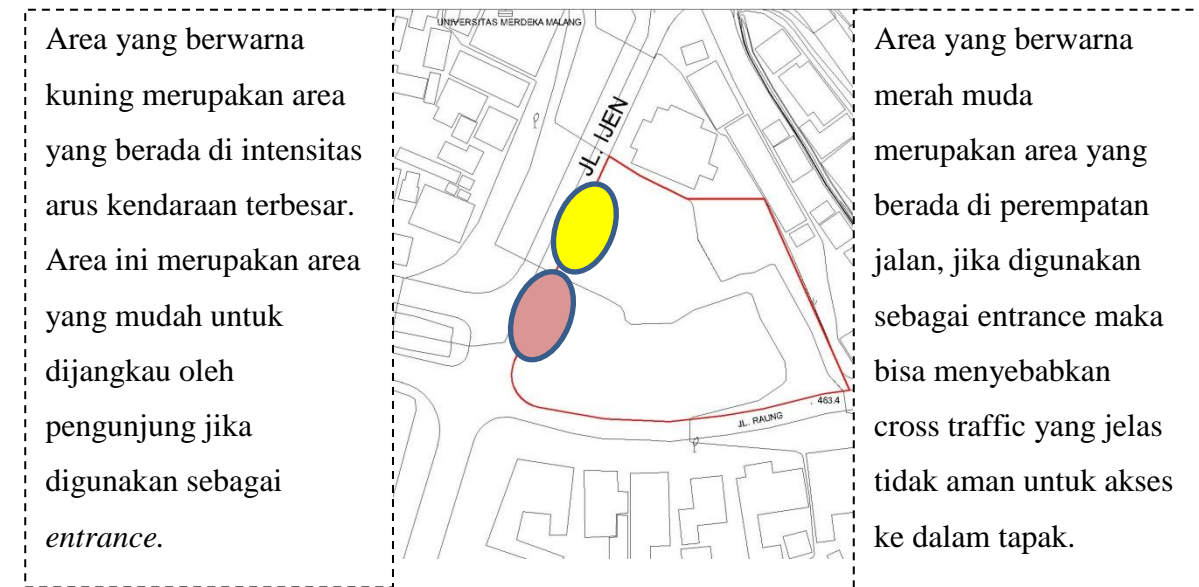 Area yang berwarna
kuning merupakan area
yang berada di intensitas
arus kendaraan terbesar.
Area ini merupakan area
yang mudah untuk
dijangkau oleh
pengunjung jika
digunakan sebagai
entrance.
UNIVERSITAS MERDEKA MALANG
JL. IJEN
463.4
JL. RAUNG
Area yang berwarna
merah muda
merupakan area yang
berada di perempatan
jalan, jika digunakan
sebagai entrance maka
bisa menyebabkan
cross traffic yang jelas
tidak aman untuk akses
ke dalam tapak.